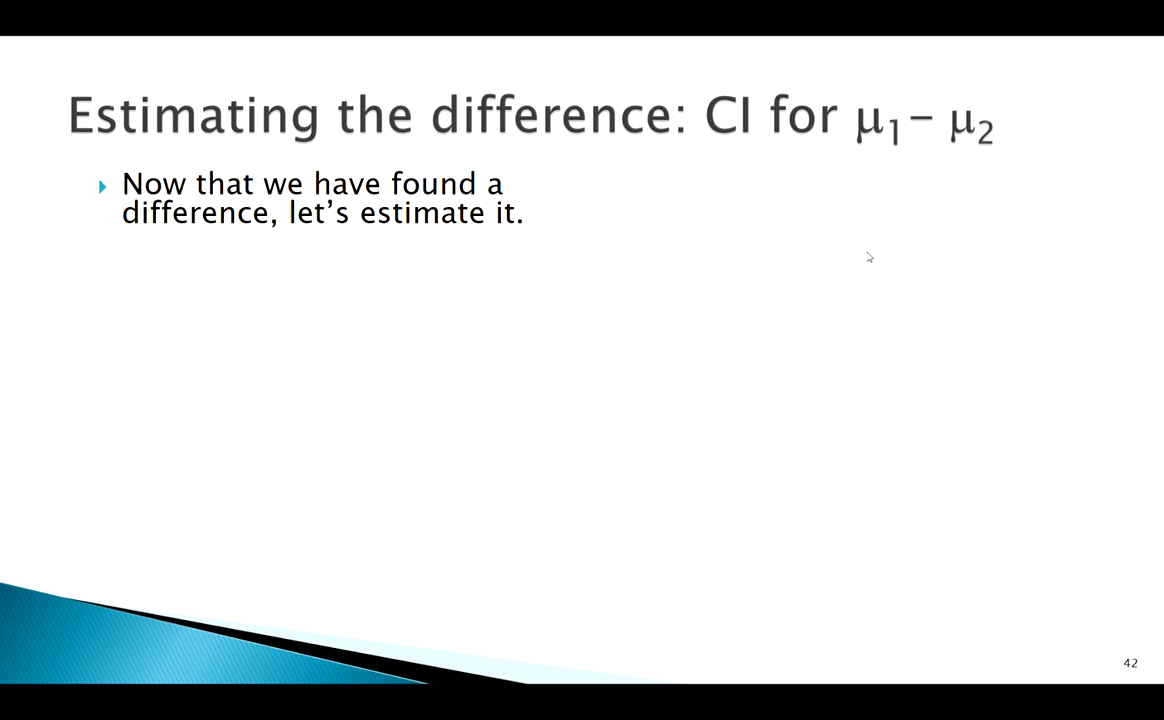 Estimating the difference: CI for μ₁– μ₂
Now that we have found a
difference, let’s estimate it.
42